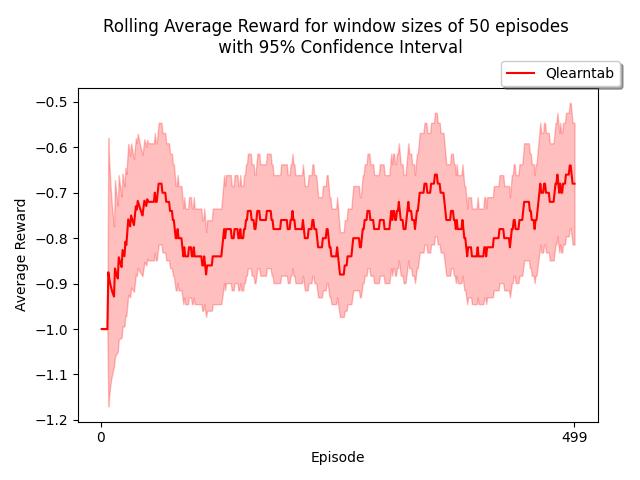 Rolling Average Reward for window sizes of 50 episodes
with 95% Confidence Interval
Qlearntab
−0.5
−0.6
−0.7
−0.8
−0.9
−1.0
−1.1
−1.2
Average Reward
0
499
Episode